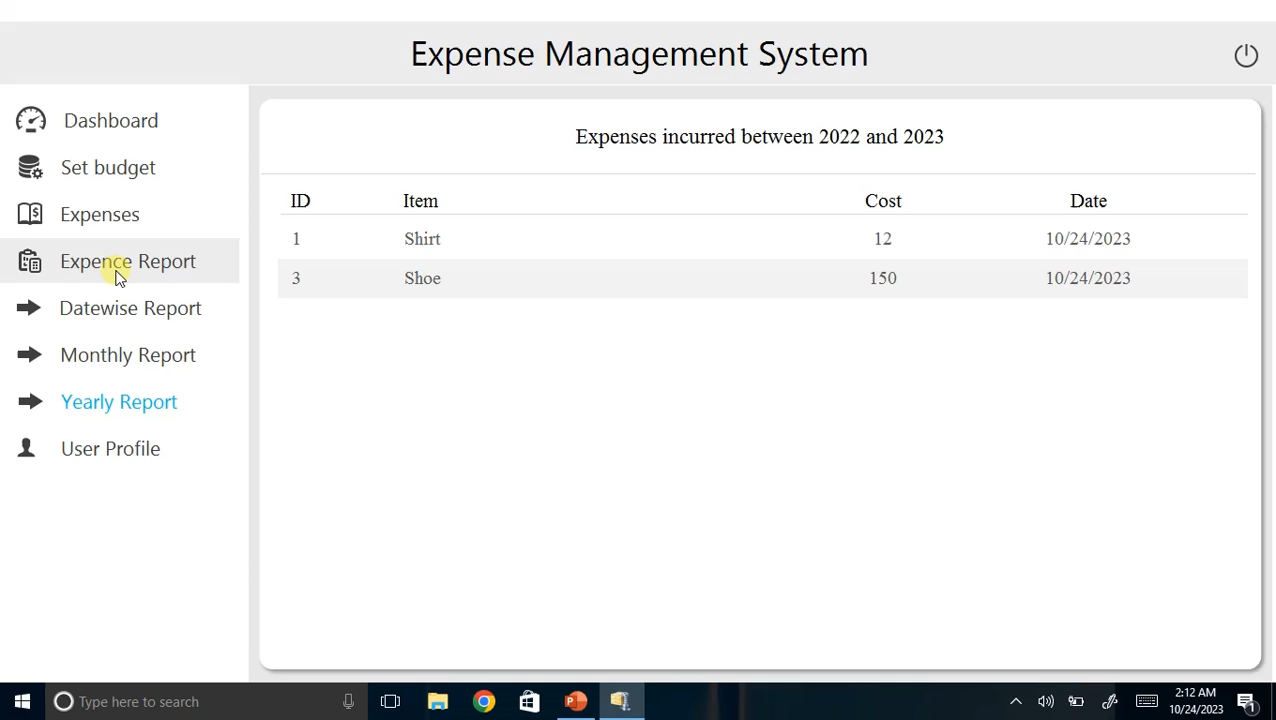 Expense Management System
Dashboard
Set budget
Expenses
Expence Report
Datewise Report
Monthly Report
Yearly Report
User Profile
Expenses incurred between 2022 and 2023
ID Item Cost Date
1 Shirt 12 10/24/2023
3 Shoe 150 10/24/2023
Type here to search
2:12 AM
10/24/2023
1